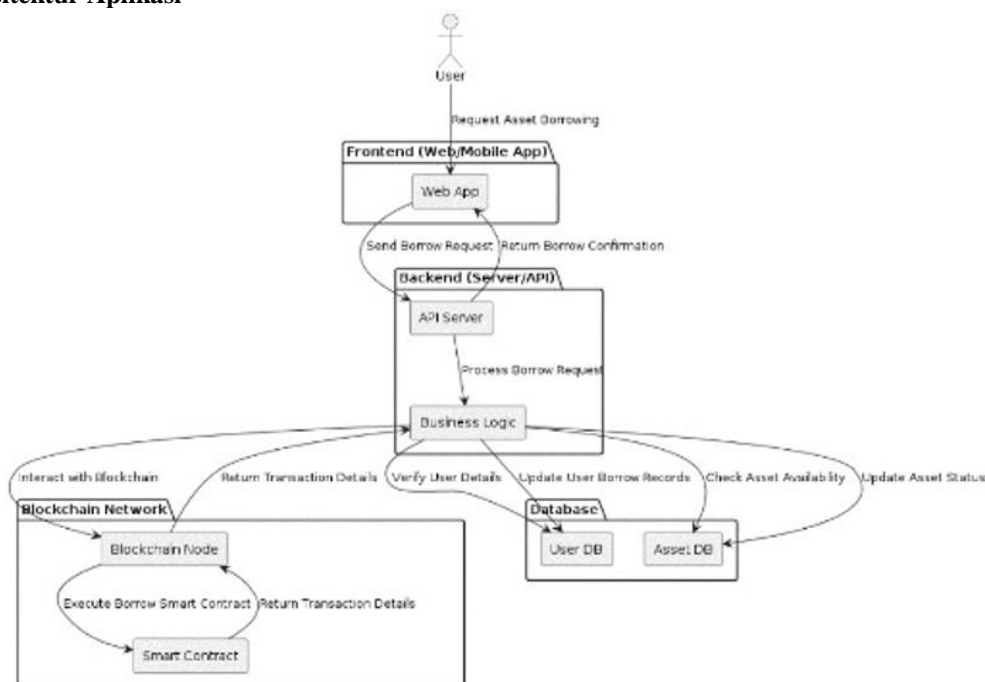 Arsitektur Aplikasi
User
Request Asset Borrowing
Frontend (Web/Mobile App)
Web App
Send Borrow Request
Return Borrow Confirmation
Backend (Server/API)
API Server
Process Borrow Request
Business Logic
Interact with Blockchain
Return Transaction Details
Verify User Details
Update User Borrow Records
Check Asset Availability
Update Asset Status
Blockchain Network
Database
Blockchain Node
User DB
Asset DB
Execute Borrow Smart Contract
Return Transaction Details
Smart Contract